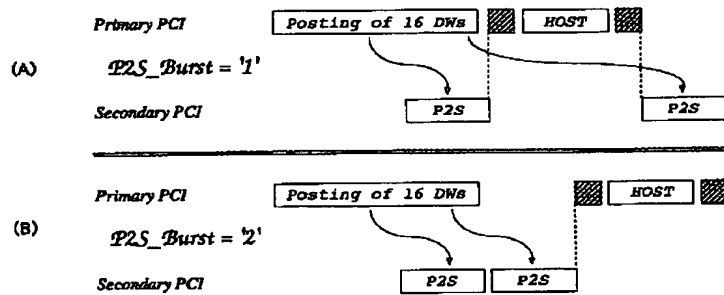 Primary PCI Posting of 16 DWs HOST
(A) P2S_Burst = '1'
Secondary PCI P2S P2S
Primary PCI Posting of 16 DWs HOST
(B) P2S_Burst = '2'
Secondary PCI P2S P2S